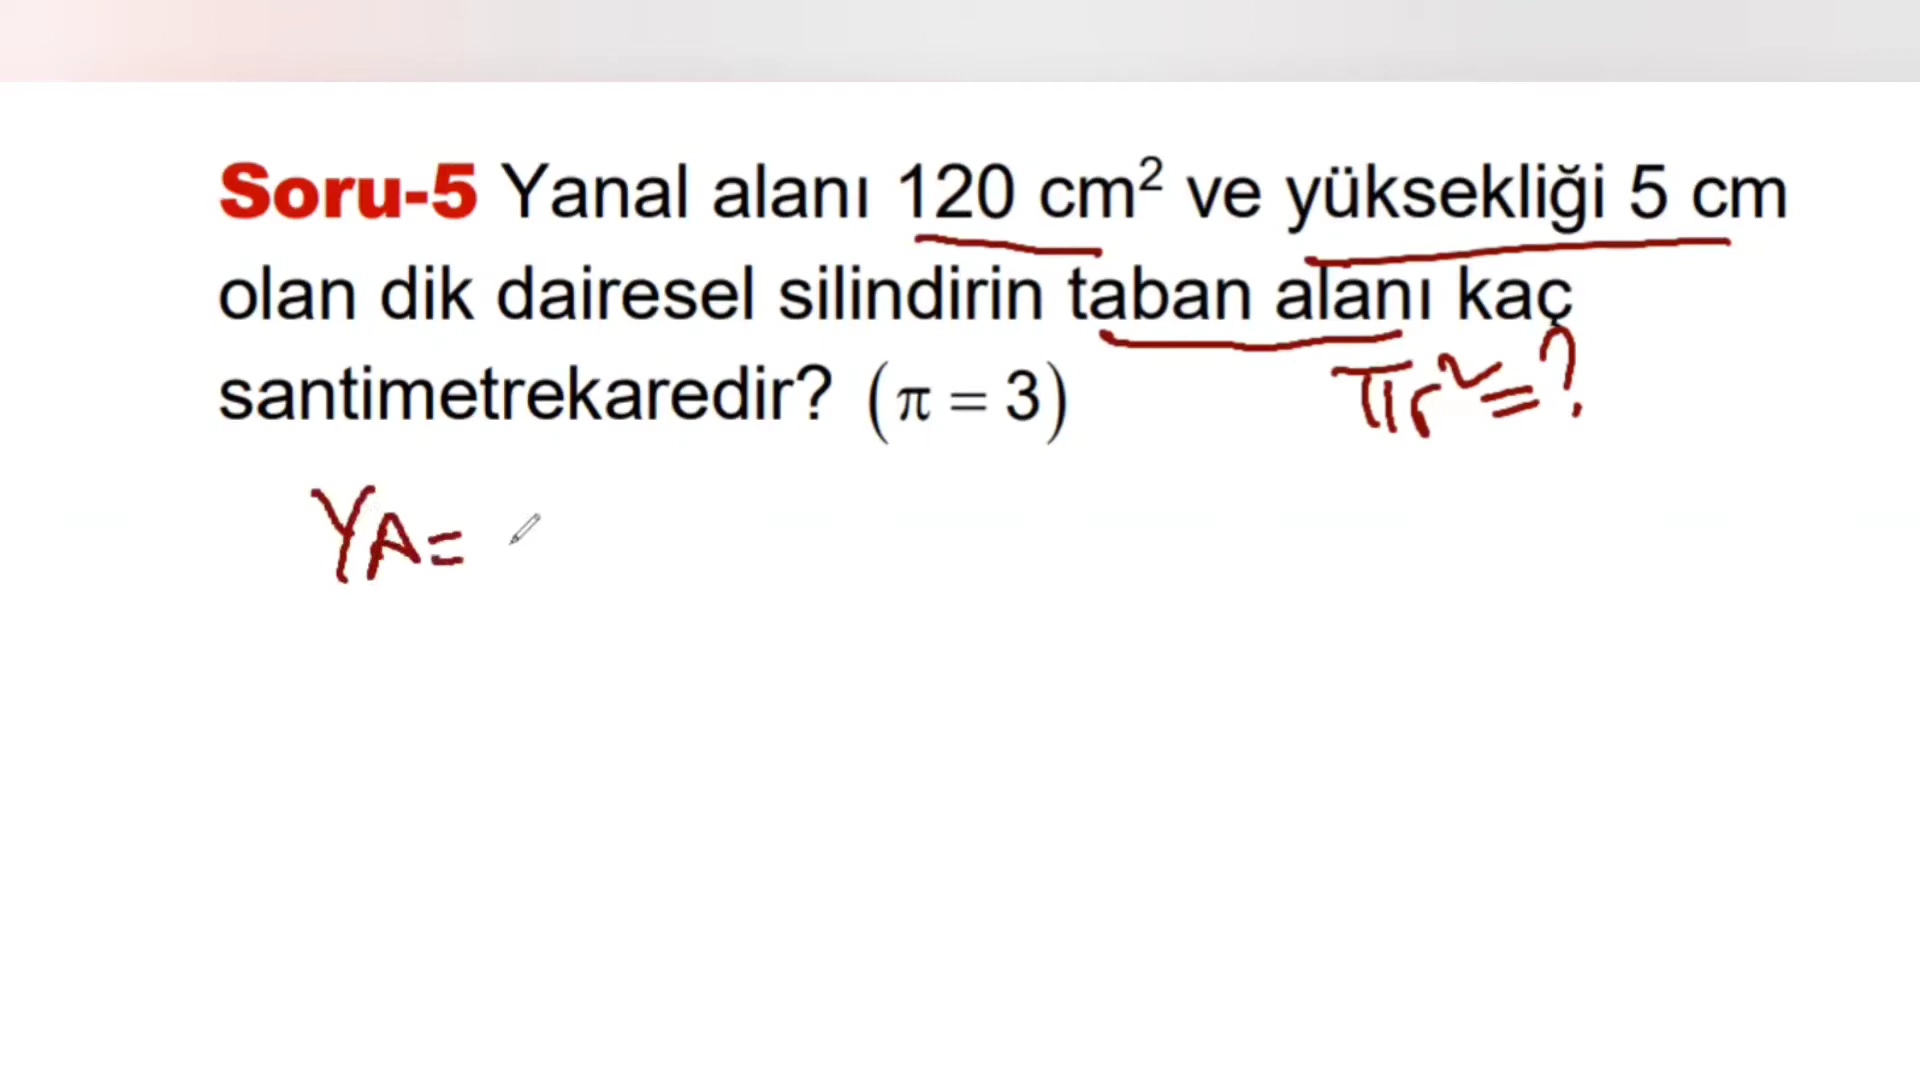 Soru-5 Yanal alanı 120 cm² ve yüksekliği 5 cm
olan dik dairesel silindirin taban alanı kaç
santimetrekaredir? (π = 3)
πr²=?
YA=